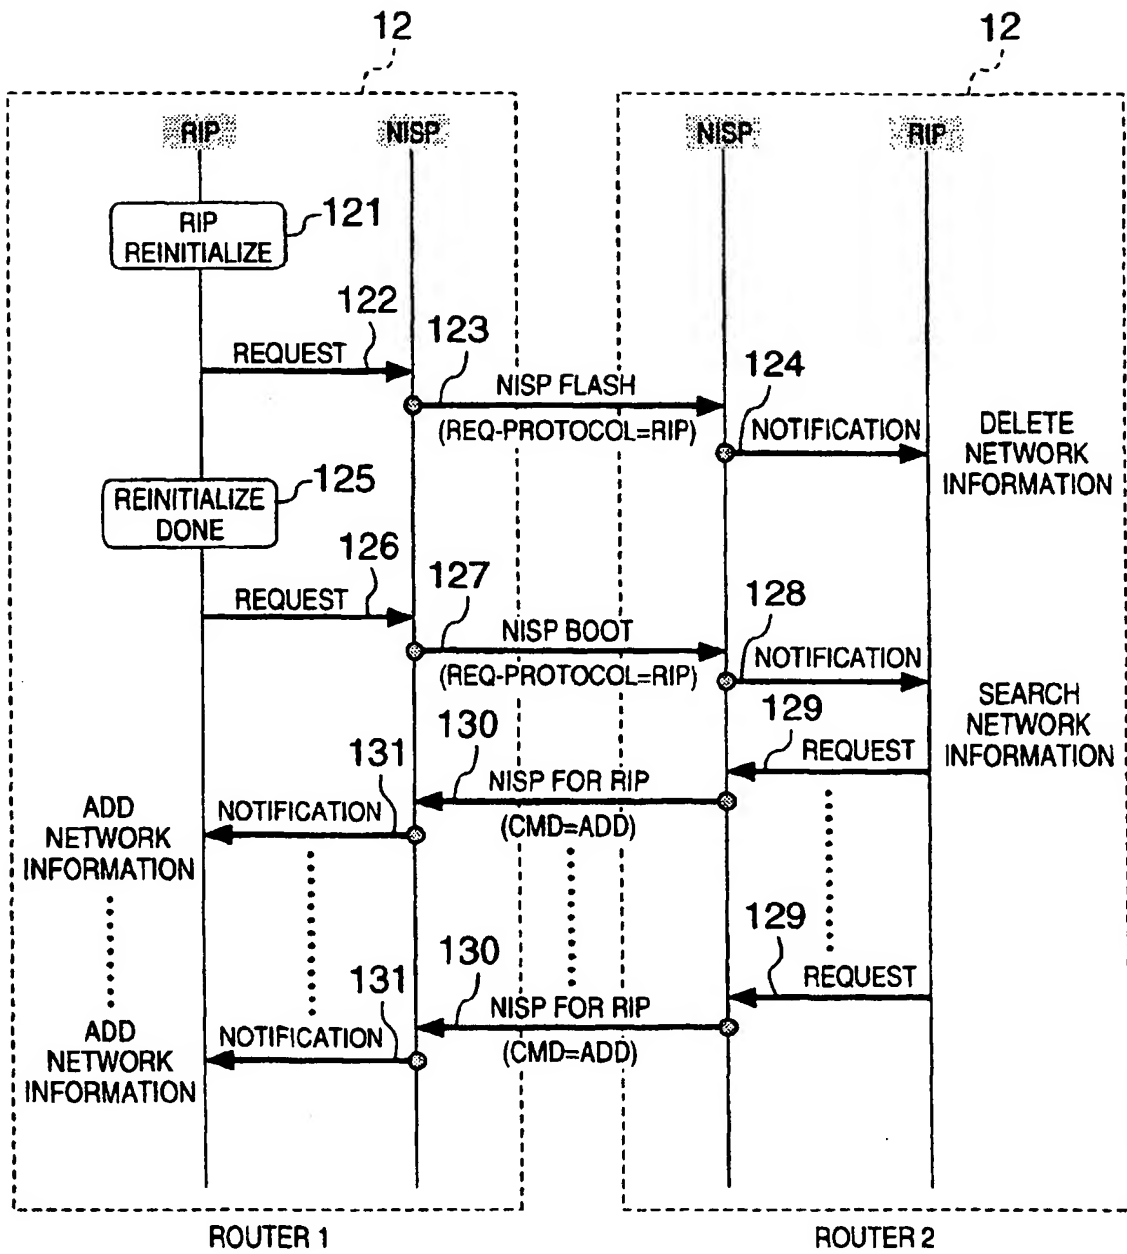 12
12
RIP
NISP
NISP
RIP
RIP
REINITIALIZE
121
122
REQUEST
123
NISP FLASH
(REQ-PROTOCOL=RIP)
124
NOTIFICATION
DELETE
NETWORK
INFORMATION
REINITIALIZE
DONE
125
126
REQUEST
127
NISP BOOT
(REQ-PROTOCOL=RIP)
128
NOTIFICATION
SEARCH
NETWORK
INFORMATION
129
REQUEST
130
NISP FOR RIP
(CMD=ADD)
131
NOTIFICATION
ADD
NETWORK
INFORMATION
129
REQUEST
130
NISP FOR RIP
(CMD=ADD)
131
NOTIFICATION
ADD
NETWORK
INFORMATION
ROUTER 1
ROUTER 2